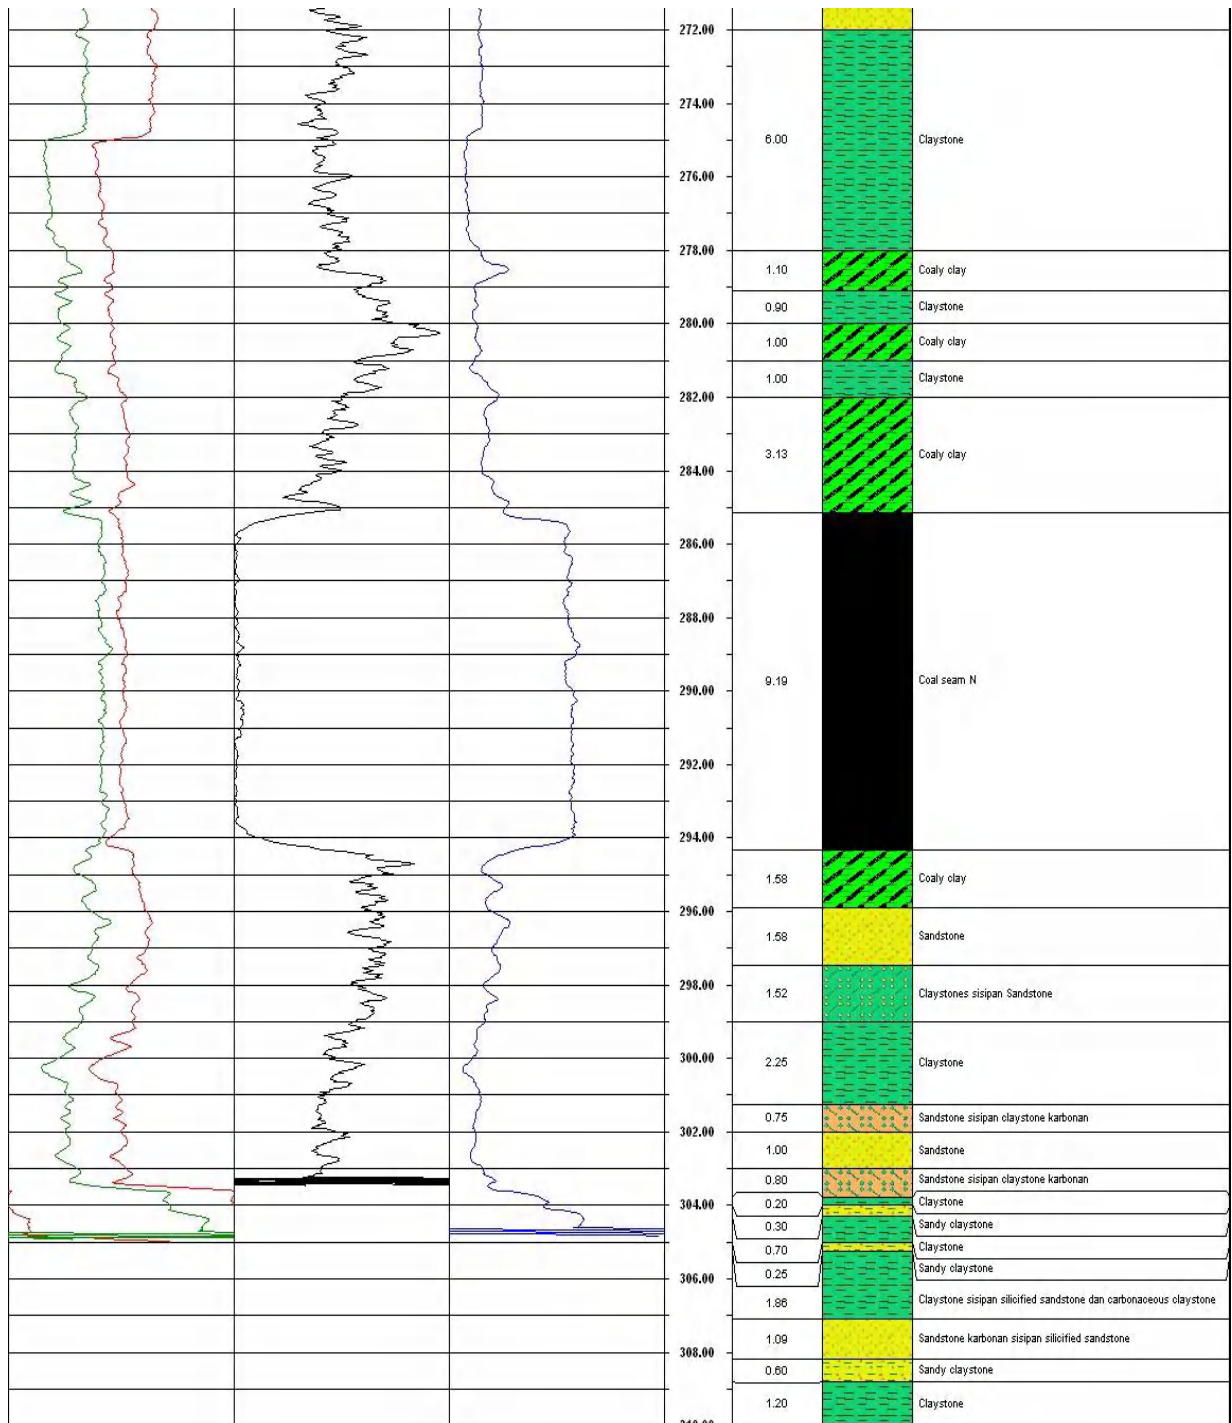 272.00
274.00
6.00 Claystone
276.00
278.00
1.10 Coaly clay
0.90 Claystone
280.00
1.00 Coaly clay
1.00 Claystone
282.00
3.13 Coaly clay
284.00
286.00
288.00
290.00
9.19 Coal seam N
292.00
294.00
1.58 Coaly clay
296.00
1.58 Sandstone
298.00
1.52 Claystones sisipan Sandstone
300.00
2.25 Claystone
0.75 Sandstone sisipan claystone karbonan
302.00
1.00 Sandstone
0.80 Sandstone sisipan claystone karbonan
304.00
0.20 Claystone
0.30 Sandy claystone
0.70 Claystone
0.25 Sandy claystone
306.00
1.86 Claystone sisipan silicified sandstone dan carbonaceous claystone
1.09 Sandstone karbonan sisipan silicified sandstone
308.00
0.60 Sandy claystone
1.20 Claystone